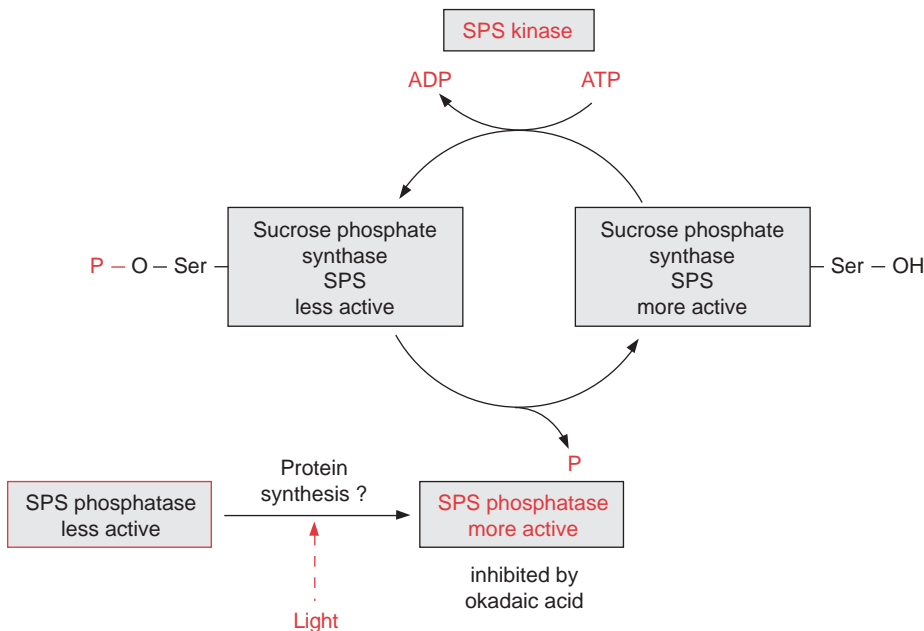 SPS kinase
ADP
ATP
Sucrose phosphate
synthase
SPS
less active
P – O – Ser
Sucrose phosphate
synthase
SPS
more active
Ser – OH
P
Protein
synthesis ?
SPS phosphatase
less active
SPS phosphatase
more active
inhibited by
okadaic acid
Light